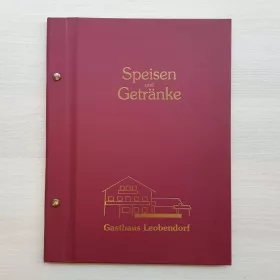 Speisen
und
Getränke
Gasthaus Leobendorf